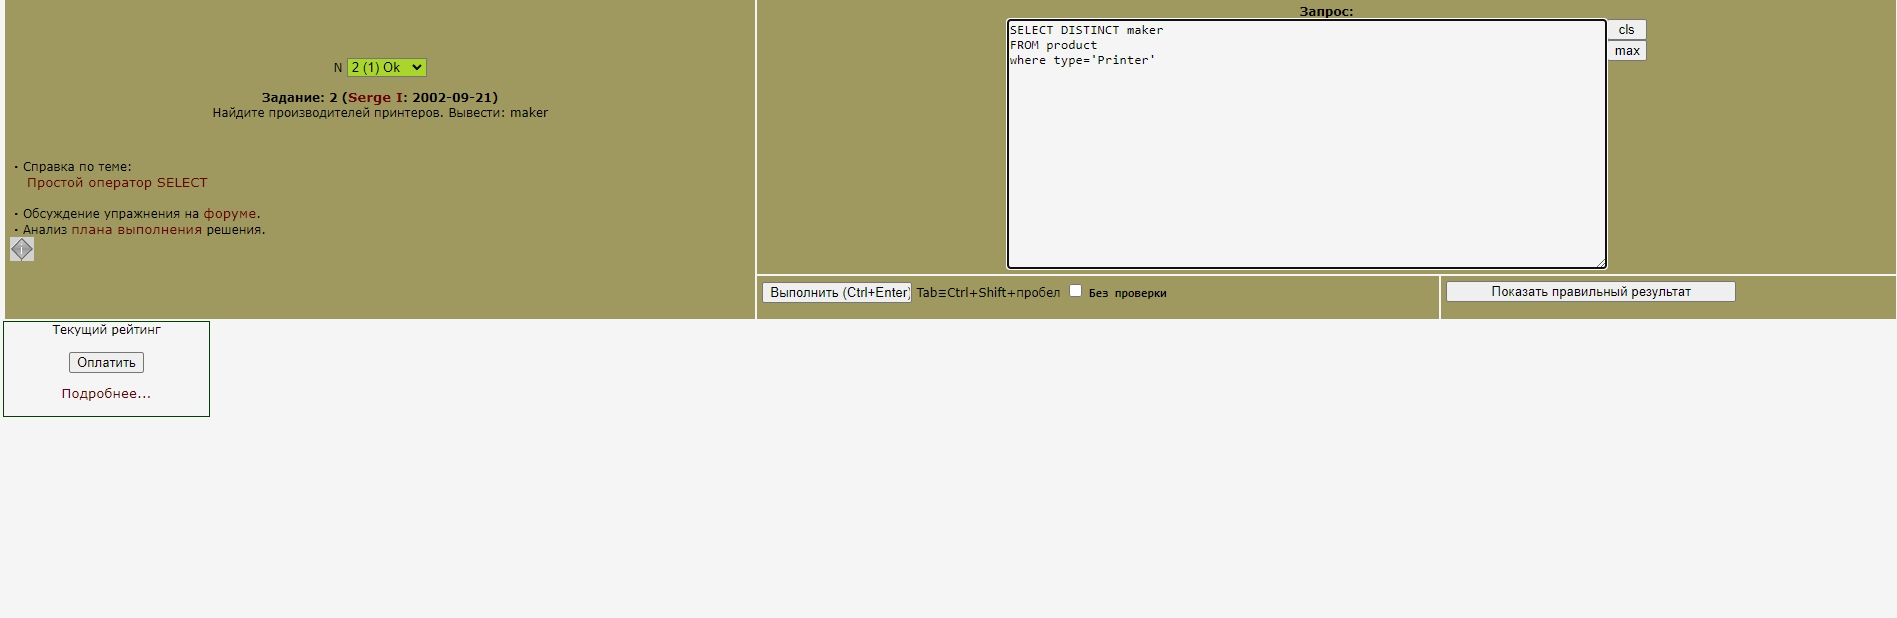 N 2 (1) Ok
Задание: 2 (Serge I: 2002-09-21)
Найдите производителей принтеров. Вывести: maker
· Справка по теме:
Простой оператор SELECT
· Обсуждение упражнения на форуме.
· Анализ плана выполнения решения.
Запрос:
SELECT DISTINCT maker
FROM product
where type='Printer'
cls
max
Выполнить (Ctrl+Enter) Tab≡Ctrl+Shift+пробел Без проверки
Показать правильный результат
Текущий рейтинг
Оплатить
Подробнее...